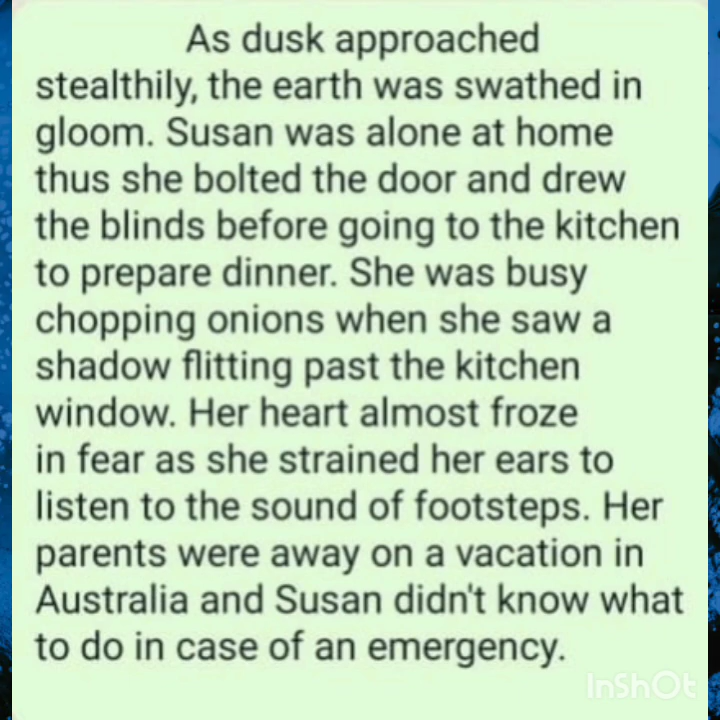 As dusk approached
stealthily, the earth was swathed in
gloom. Susan was alone at home
thus she bolted the door and drew
the blinds before going to the kitchen
to prepare dinner. She was busy
chopping onions when she saw a
shadow flitting past the kitchen
window. Her heart almost froze
in fear as she strained her ears to
listen to the sound of footsteps. Her
parents were away on a vacation in
Australia and Susan didn't know what
to do in case of an emergency.
InShOt